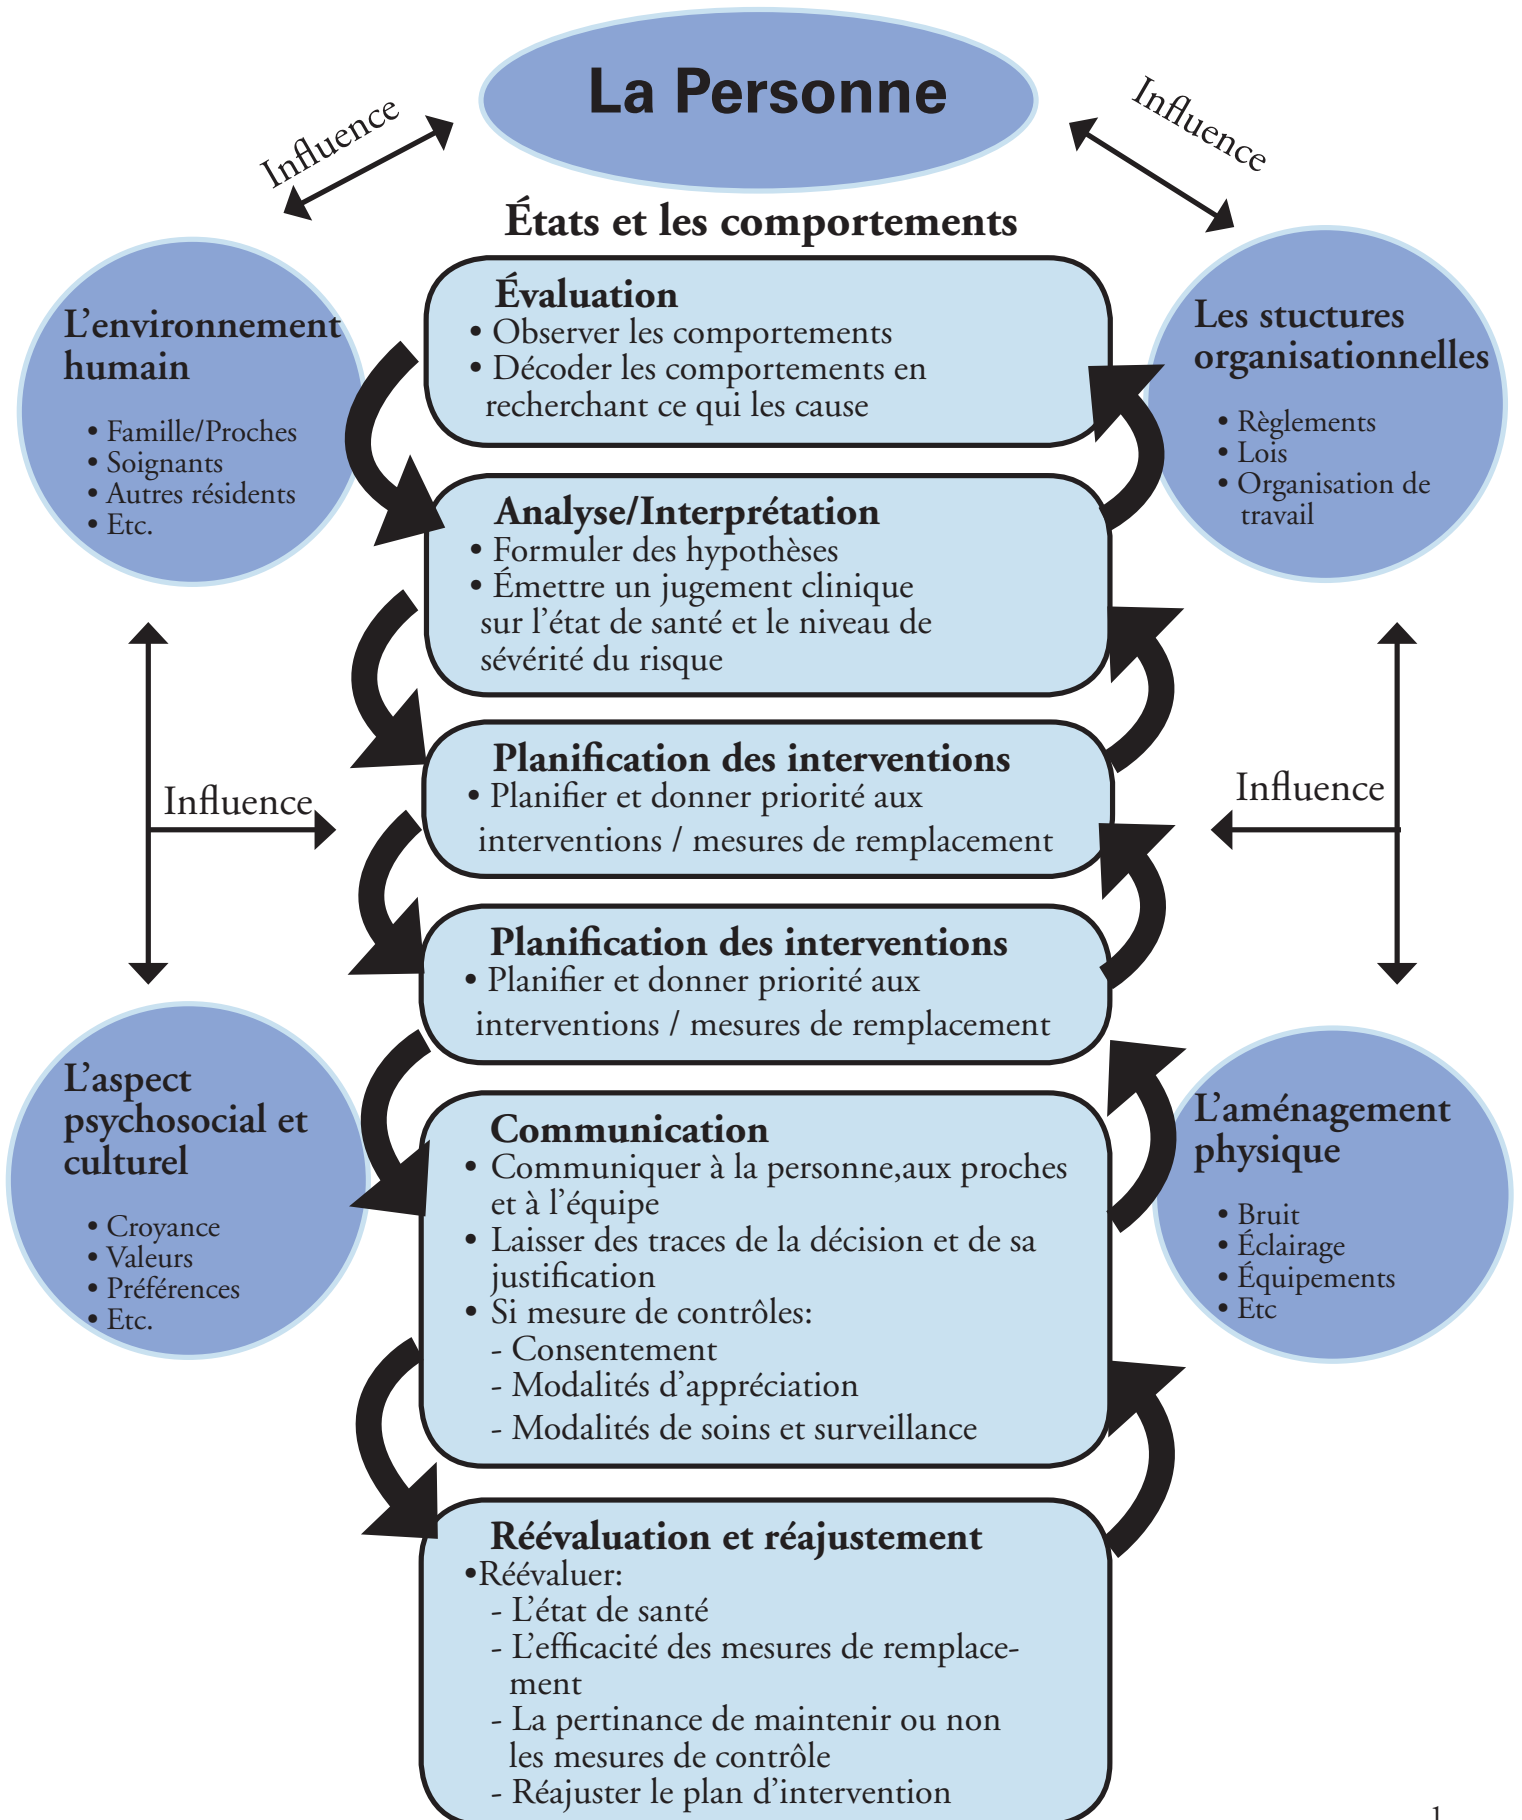 La Personne
Influence
Influence
États et les comportements
L'environnement
humain
• Famille/Proches
• Soignants
• Autres résidents
• Etc.
Évaluation
• Observer les comportements
• Décoder les comportements en
recherchant ce qui les cause
Les stuctures
organisationnelles
• Règlements
• Lois
• Organisation de
travail
Analyse/Interprétation
• Formuler des hypothèses
• Émettre un jugement clinique
sur l'état de santé et le niveau de
sévérité du risque
Influence
Planification des interventions
• Planifier et donner priorité aux
interventions / mesures de remplacement
Influence
Planification des interventions
• Planifier et donner priorité aux
interventions / mesures de remplacement
L'aspect
psychosocial et
culturel
• Croyance
• Valeurs
• Préférences
• Etc.
Communication
• Communiquer à la personne,aux proches
et à l'équipe
• Laisser des traces de la décision et de sa
justification
• Si mesure de contrôles:
- Consentement
- Modalités d'appréciation
- Modalités de soins et surveillance
L'aménagement
physique
• Bruit
• Éclairage
• Équipements
• Etc
Réévaluation et réajustement
•Réévaluer:
- L'état de santé
- L'efficacité des mesures de remplace-
ment
- La pertinance de maintenir ou non
les mesures de contrôle
- Réajuster le plan d'intervention
1